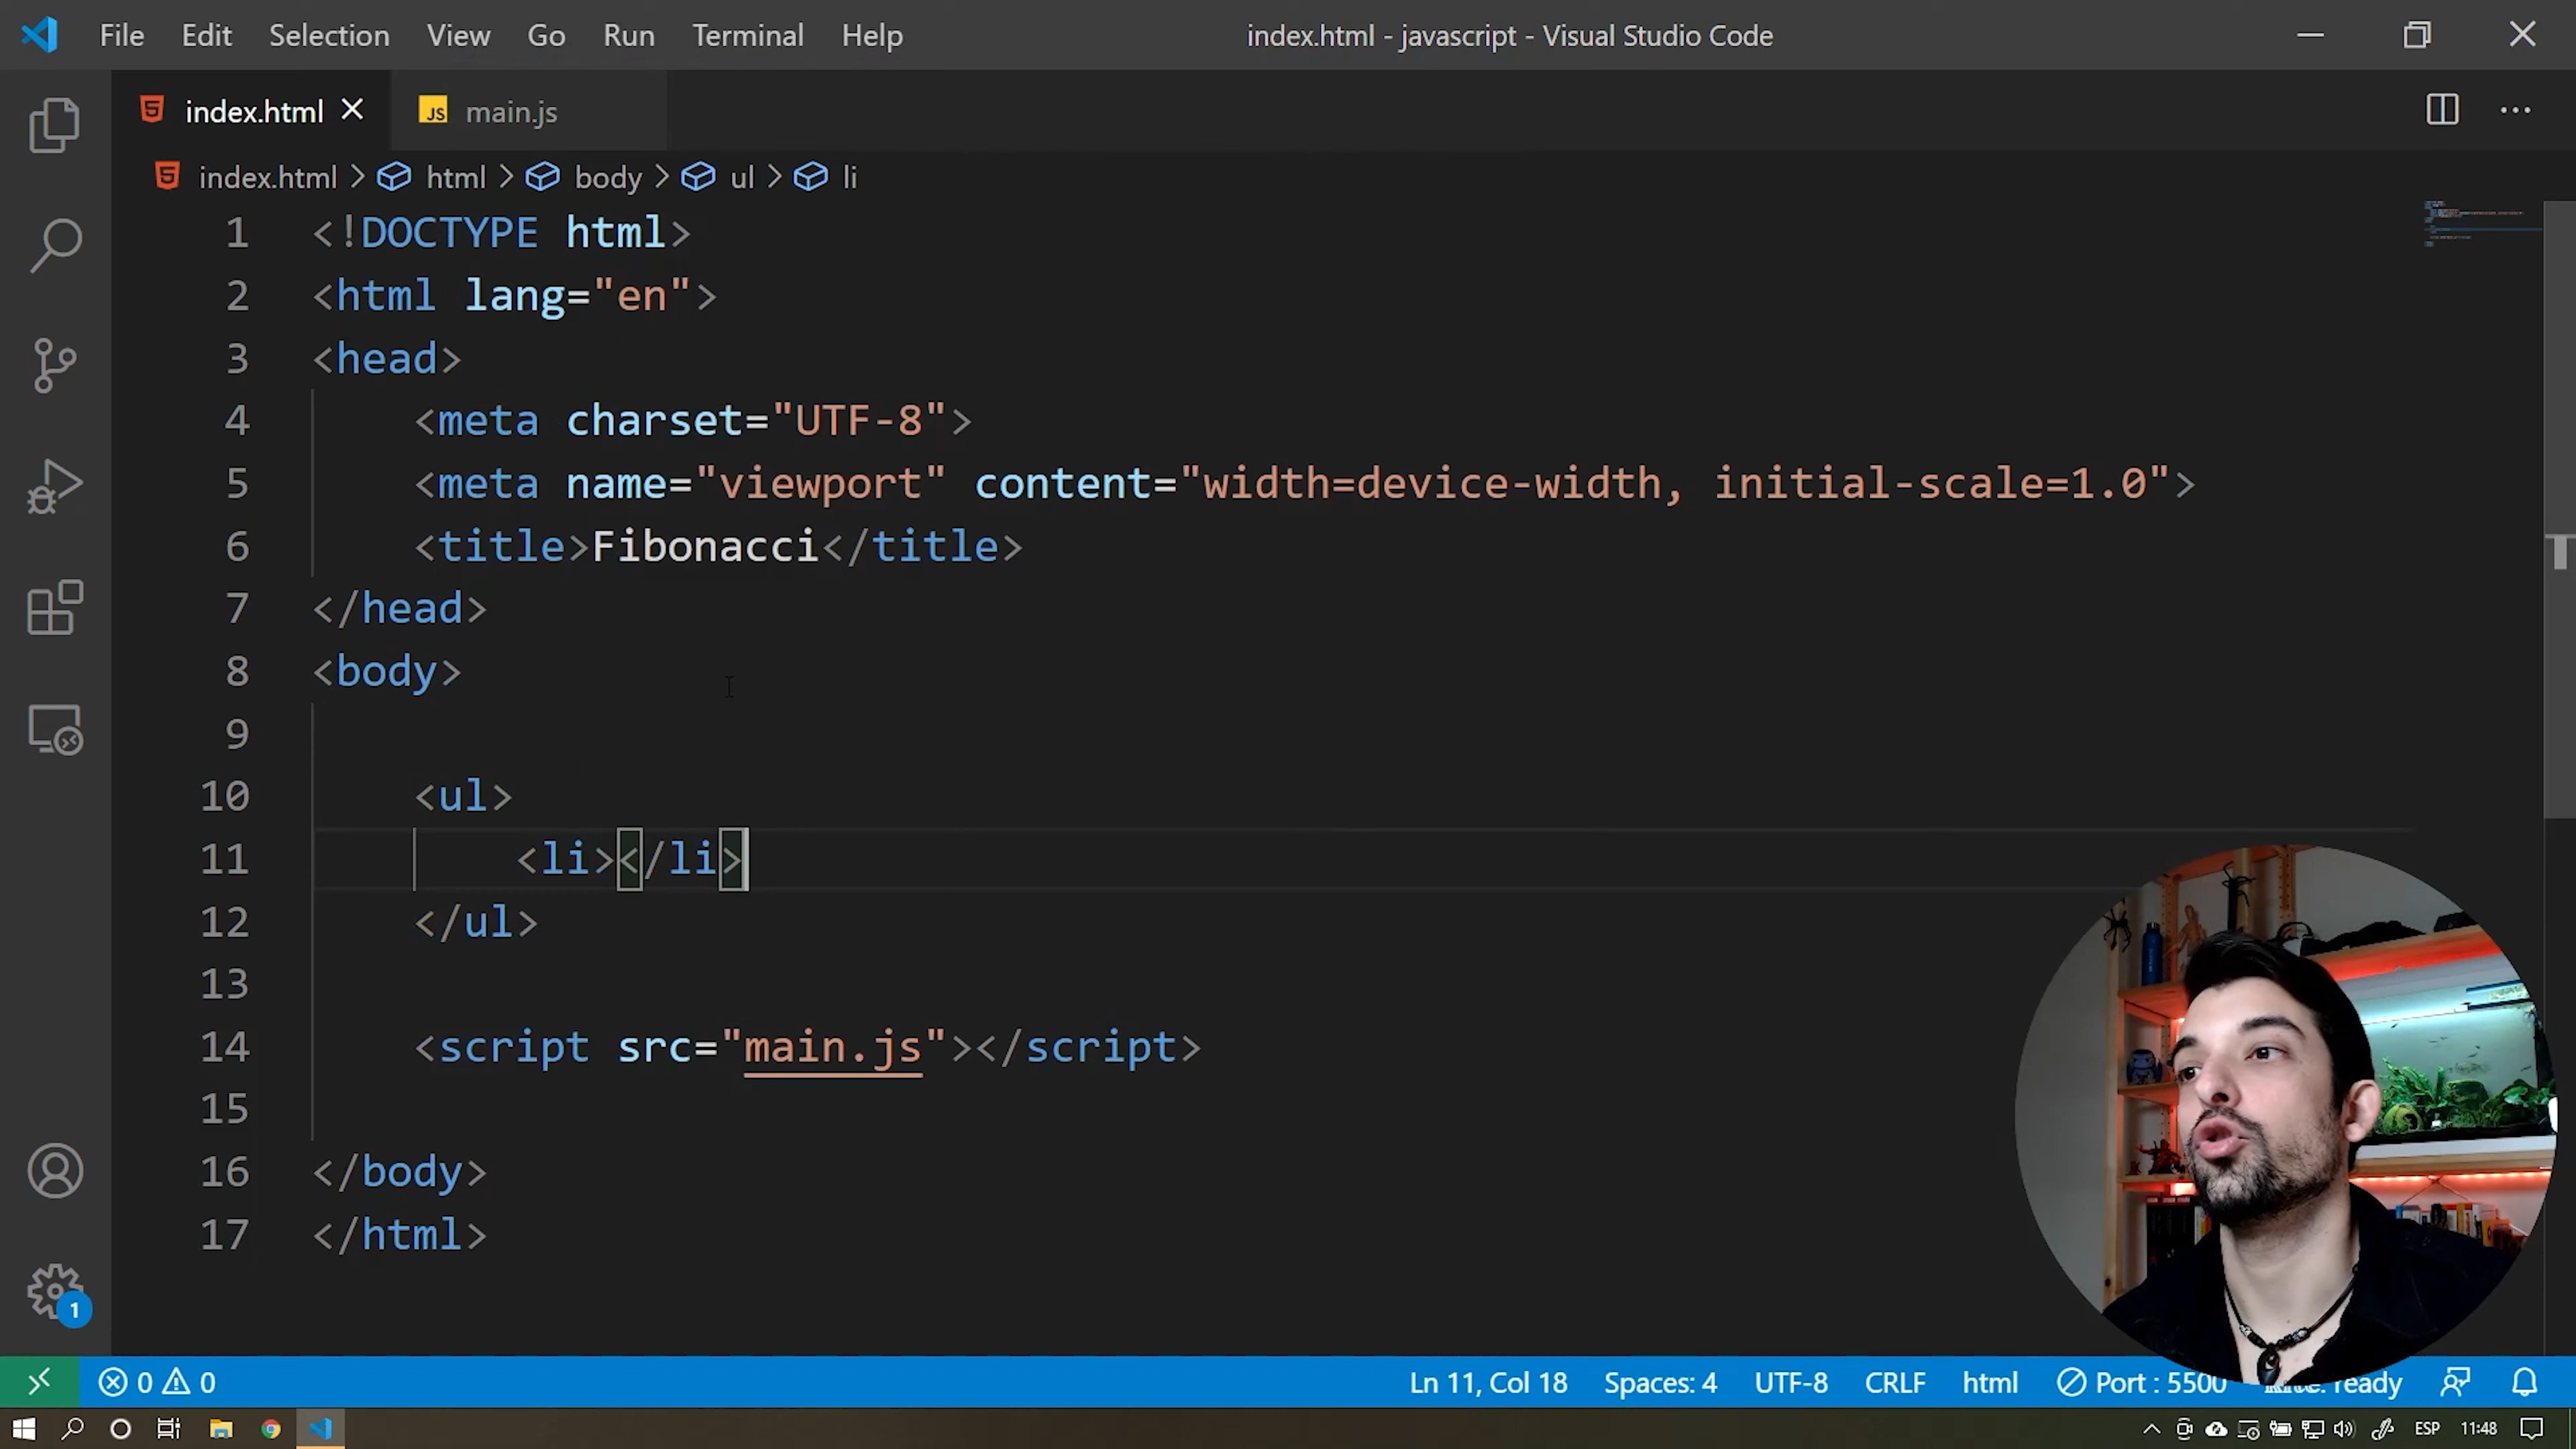 File Edit Selection View Go Run Terminal Help index.html - javascript - Visual Studio Code
index.html JS main.js
index.html > html > body > ul > li
1 <!DOCTYPE html>
2 <html lang="en">
3 <head>
4 <meta charset="UTF-8">
5 <meta name="viewport" content="width=device-width, initial-scale=1.0">
6 <title>Fibonacci</title>
7 </head>
8 <body>
9
10 <ul>
11 <li></li>
12 </ul>
13
14 <script src="main.js"></script>
15
16 </body>
17 </html>
1
0 0 Ln 11, Col 18 Spaces: 4 UTF-8 CRLF html Port : 5500 ready
ESP 11:48